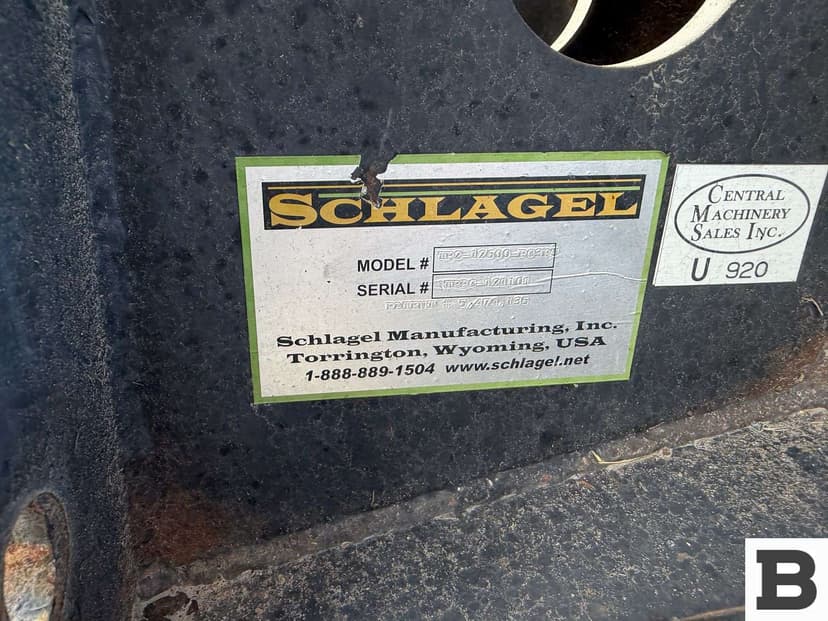 SCHLAGEL
MODEL #
SERIAL #
Schlagel Manufacturing, Inc.
Torrington, Wyoming, USA
1-888-889-1504 www.schlagel.net
CENTRAL
MACHINERY
SALES INC.
U 920
B